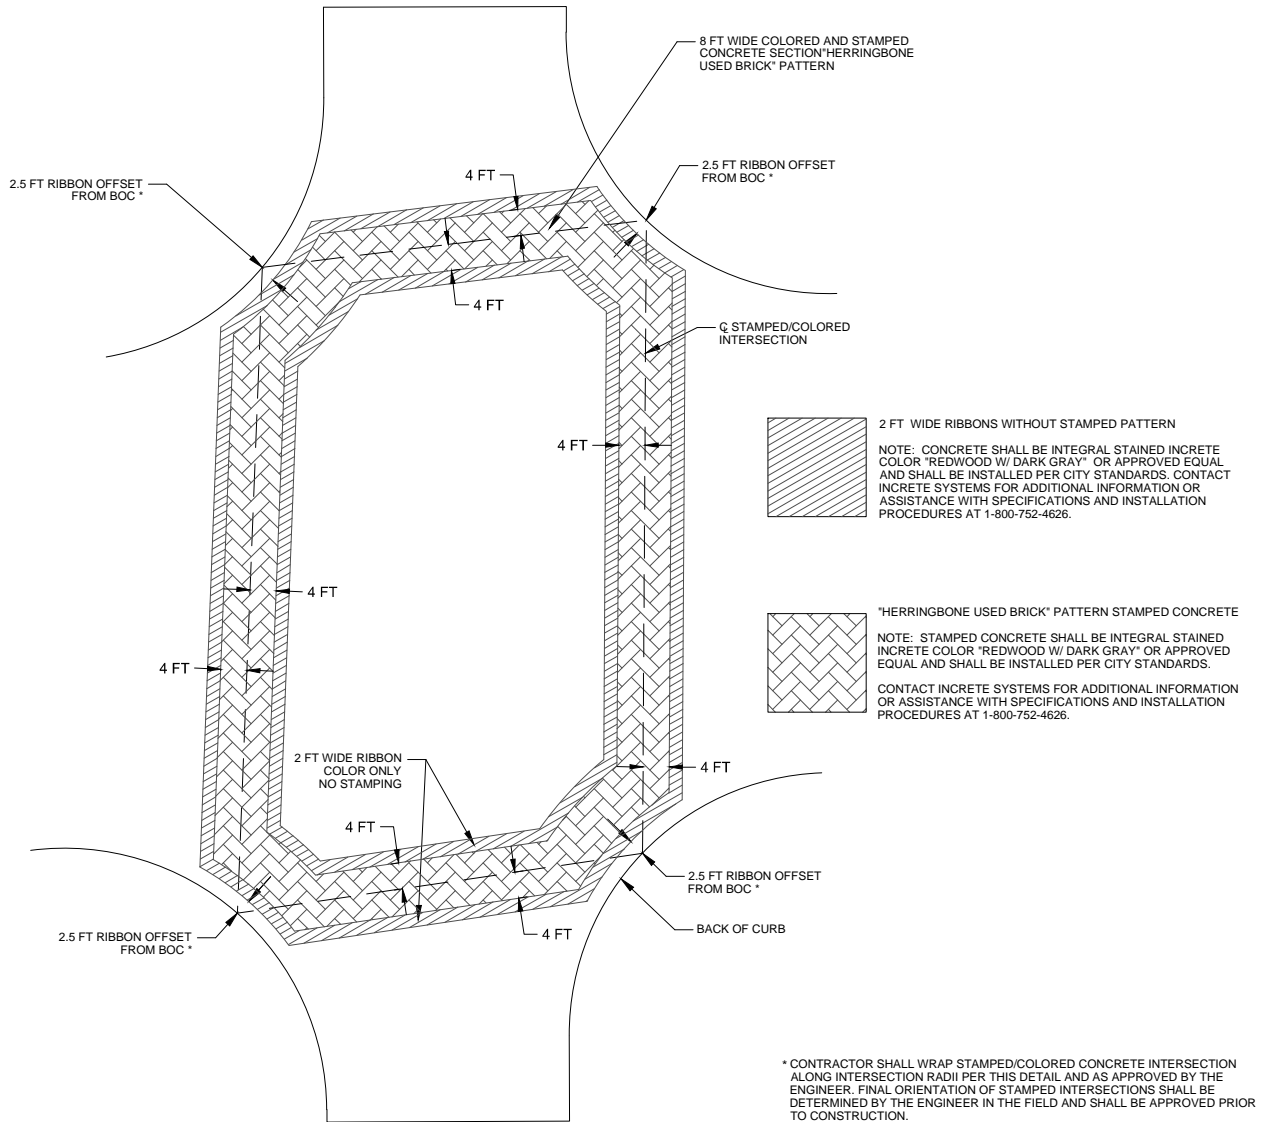 8 FT WIDE COLORED AND STAMPED
CONCRETE SECTION"HERRINGBONE
USED BRICK" PATTERN
2.5 FT RIBBON OFFSET
FROM BOC *
4 FT
2.5 FT RIBBON OFFSET
FROM BOC *
4 FT
℄ STAMPED/COLORED
INTERSECTION
4 FT
2 FT WIDE RIBBONS WITHOUT STAMPED PATTERN
NOTE: CONCRETE SHALL BE INTEGRAL STAINED INCRETE
COLOR "REDWOOD W/ DARK GRAY" OR APPROVED EQUAL
AND SHALL BE INSTALLED PER CITY STANDARDS. CONTACT
INCRETE SYSTEMS FOR ADDITIONAL INFORMATION OR
ASSISTANCE WITH SPECIFICATIONS AND INSTALLATION
PROCEDURES AT 1-800-752-4626.
4 FT
4 FT
"HERRINGBONE USED BRICK" PATTERN STAMPED CONCRETE
NOTE: STAMPED CONCRETE SHALL BE INTEGRAL STAINED
INCRETE COLOR "REDWOOD W/ DARK GRAY" OR APPROVED
EQUAL AND SHALL BE INSTALLED PER CITY STANDARDS.
CONTACT INCRETE SYSTEMS FOR ADDITIONAL INFORMATION
OR ASSISTANCE WITH SPECIFICATIONS AND INSTALLATION
PROCEDURES AT 1-800-752-4626.
2 FT WIDE RIBBON
COLOR ONLY
NO STAMPING
4 FT
4 FT
2.5 FT RIBBON OFFSET
FROM BOC *
BACK OF CURB
4 FT
2.5 FT RIBBON OFFSET
FROM BOC *
* CONTRACTOR SHALL WRAP STAMPED/COLORED CONCRETE INTERSECTION
ALONG INTERSECTION RADII PER THIS DETAIL AND AS APPROVED BY THE
ENGINEER. FINAL ORIENTATION OF STAMPED INTERSECTIONS SHALL BE
DETERMINED BY THE ENGINEER IN THE FIELD AND SHALL BE APPROVED PRIOR
TO CONSTRUCTION.